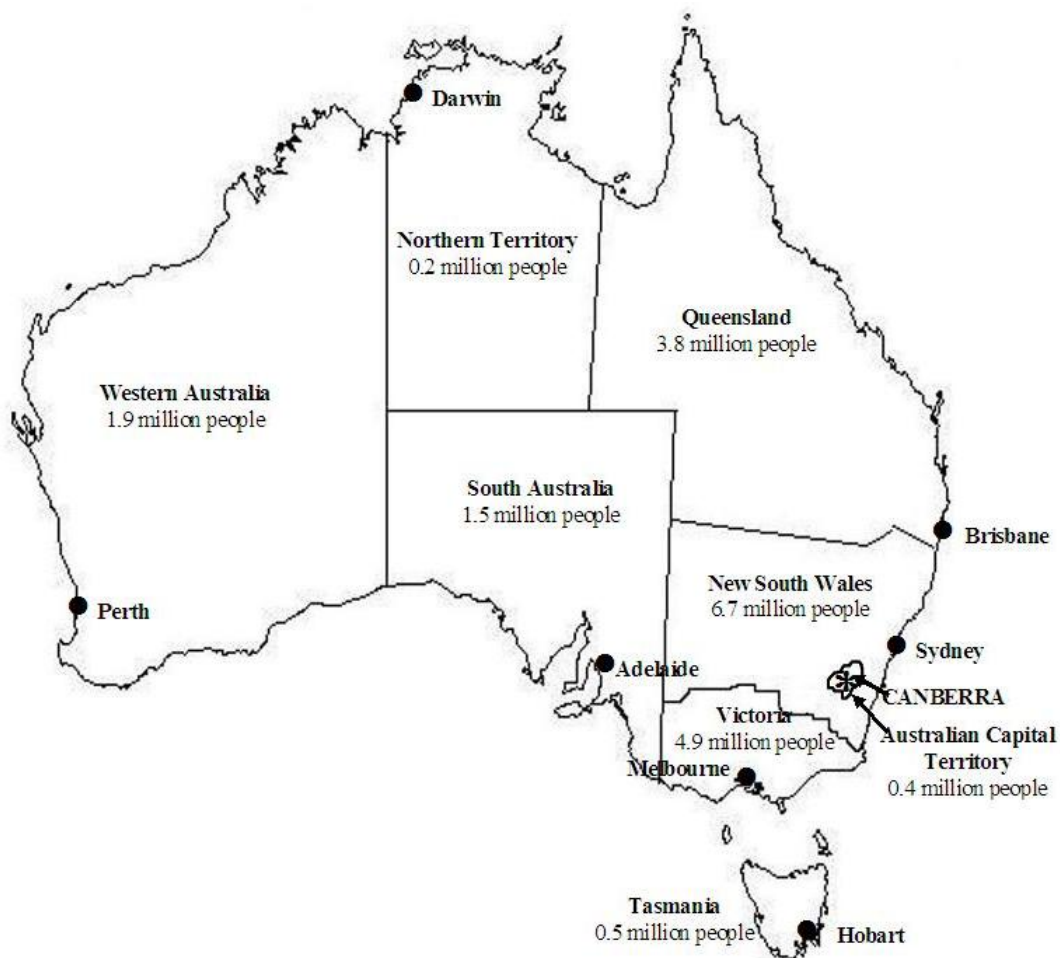 Darwin
Northern Territory
0.2 million people
Queensland
3.8 million people
Western Australia
1.9 million people
South Australia
1.5 million people
Brisbane
New South Wales
6.7 million people
Perth
Sydney
Adelaide
CANBERRA
Victoria
4.9 million people
Australian Capital
Territory
0.4 million people
Melbourne
Tasmania
0.5 million people
Hobart